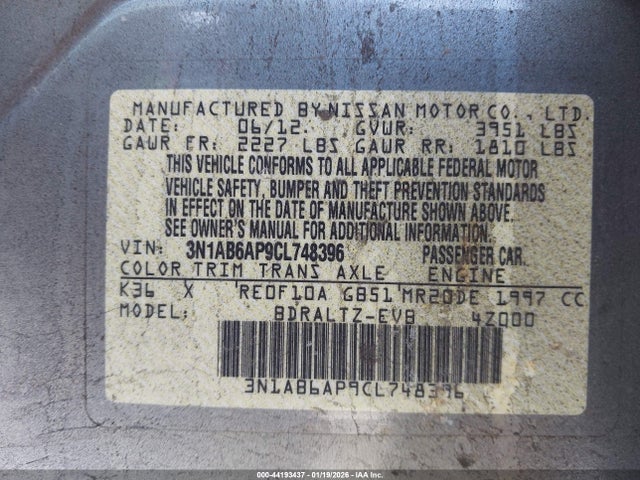 MANUFACTURED BY NISSAN MOTOR CO., LTD.
DATE: 06/12. GVWR: 3951 LBS
GAWR FR: 2227 LBS GAWR RR: 1810 LBS
THIS VEHICLE CONFORMS TO ALL APPLICABLE FEDERAL MOTOR
VEHICLE SAFETY, BUMPER AND THEFT PREVENTION STANDARDS
IN EFFECT ON THE DATE OF MANUFACTURE SHOWN ABOVE.
SEE OWNER'S MANUAL FOR ADDITIONAL INFORMATION.
VIN: 3N1AB6AP9CL748396 PASSENGER CAR.
COLOR TRIM TRANS AXLE ENGINE
K36 X RE0F10A GB51 MR20DE 1997 CC
MODEL: BDRALTZ-EVB 4Z000
3N1AB6AP9CL748396
000-44193437 - 01/19/2026 - IAA Inc.